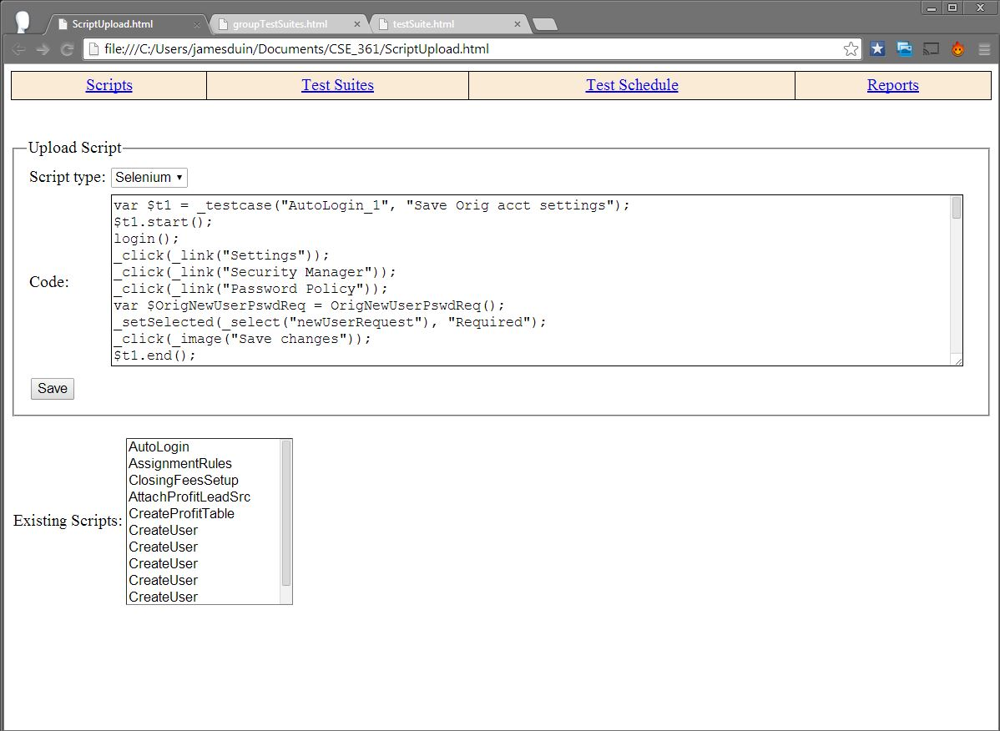 ScriptUpload.html groupTestSuites.html testSuite.html
file:///C:/Users/jamesduin/Documents/CSE_361/ScriptUpload.html
Scripts Test Suites Test Schedule Reports
Upload Script
Script type: Selenium
var $t1 = _testcase("AutoLogin_1", "Save Orig acct settings");
$t1.start();
login();
_click(_link("Settings"));
_click(_link("Security Manager"));
Code:
_click(_link("Password Policy"));
var $OrigNewUserPswdReq = OrigNewUserPswdReq();
_setSelected(_select("newUserRequest"), "Required");
_click(_image("Save changes"));
$t1.end();
Save
Existing Scripts:
AutoLogin
AssignmentRules
ClosingFeesSetup
AttachProfitLeadSrc
CreateProfitTable
CreateUser
CreateUser
CreateUser
CreateUser
CreateUser